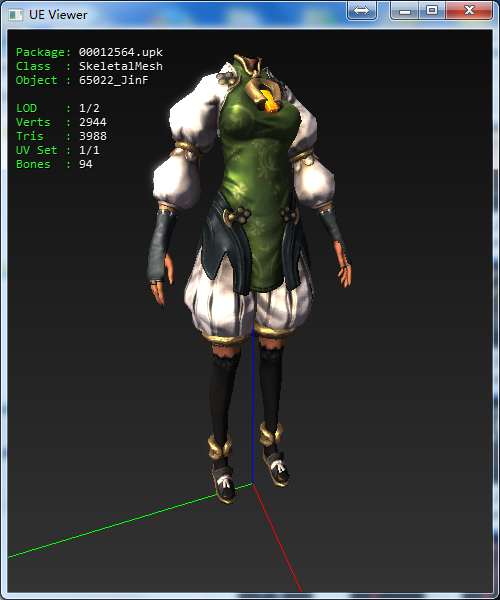 UE Viewer
Package: 00012564.upk
Class : SkeletalMesh
Object : 65022_JinF
LOD : 1/2
Verts : 2944
Tris : 3988
UV Set : 1/1
Bones : 94